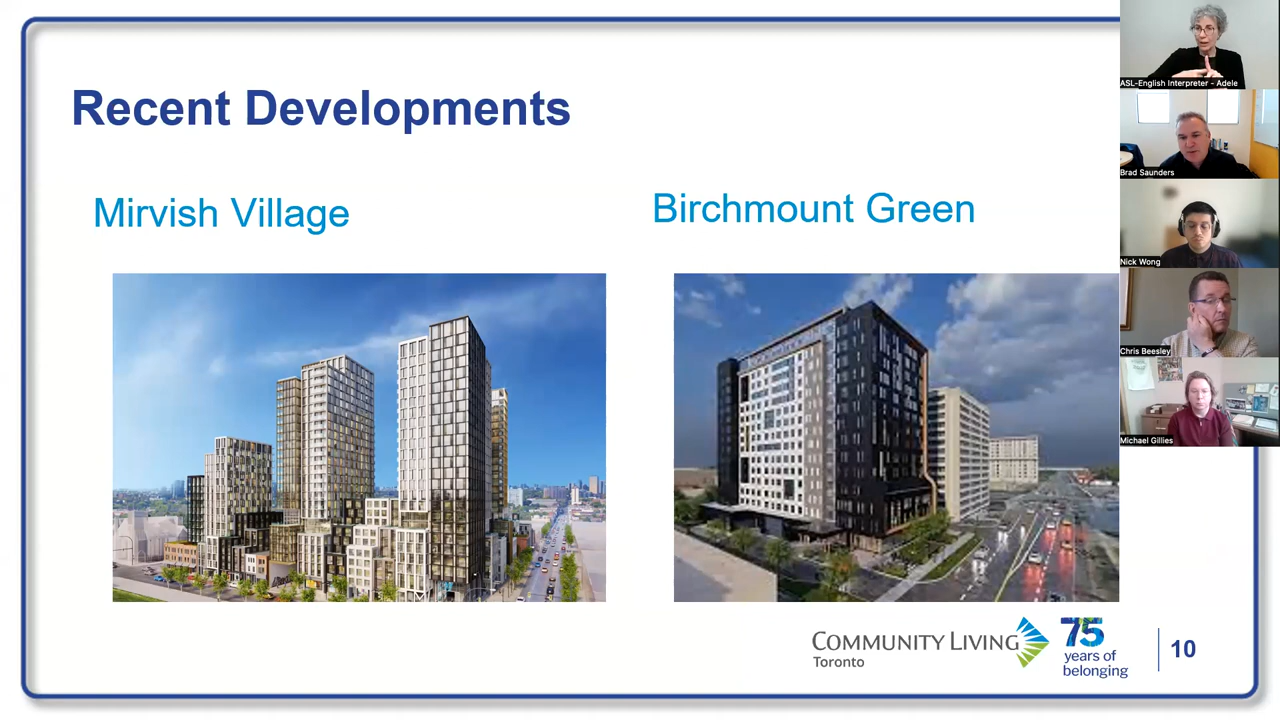 Recent Developments
Mirvish Village
Birchmount Green
ASL-English Interpreter - Adele
Brad Saunders
Nick Wong
Chris Beesley
Michael Gillies
COMMUNITY LIVING
Toronto
75
years of
belonging
10